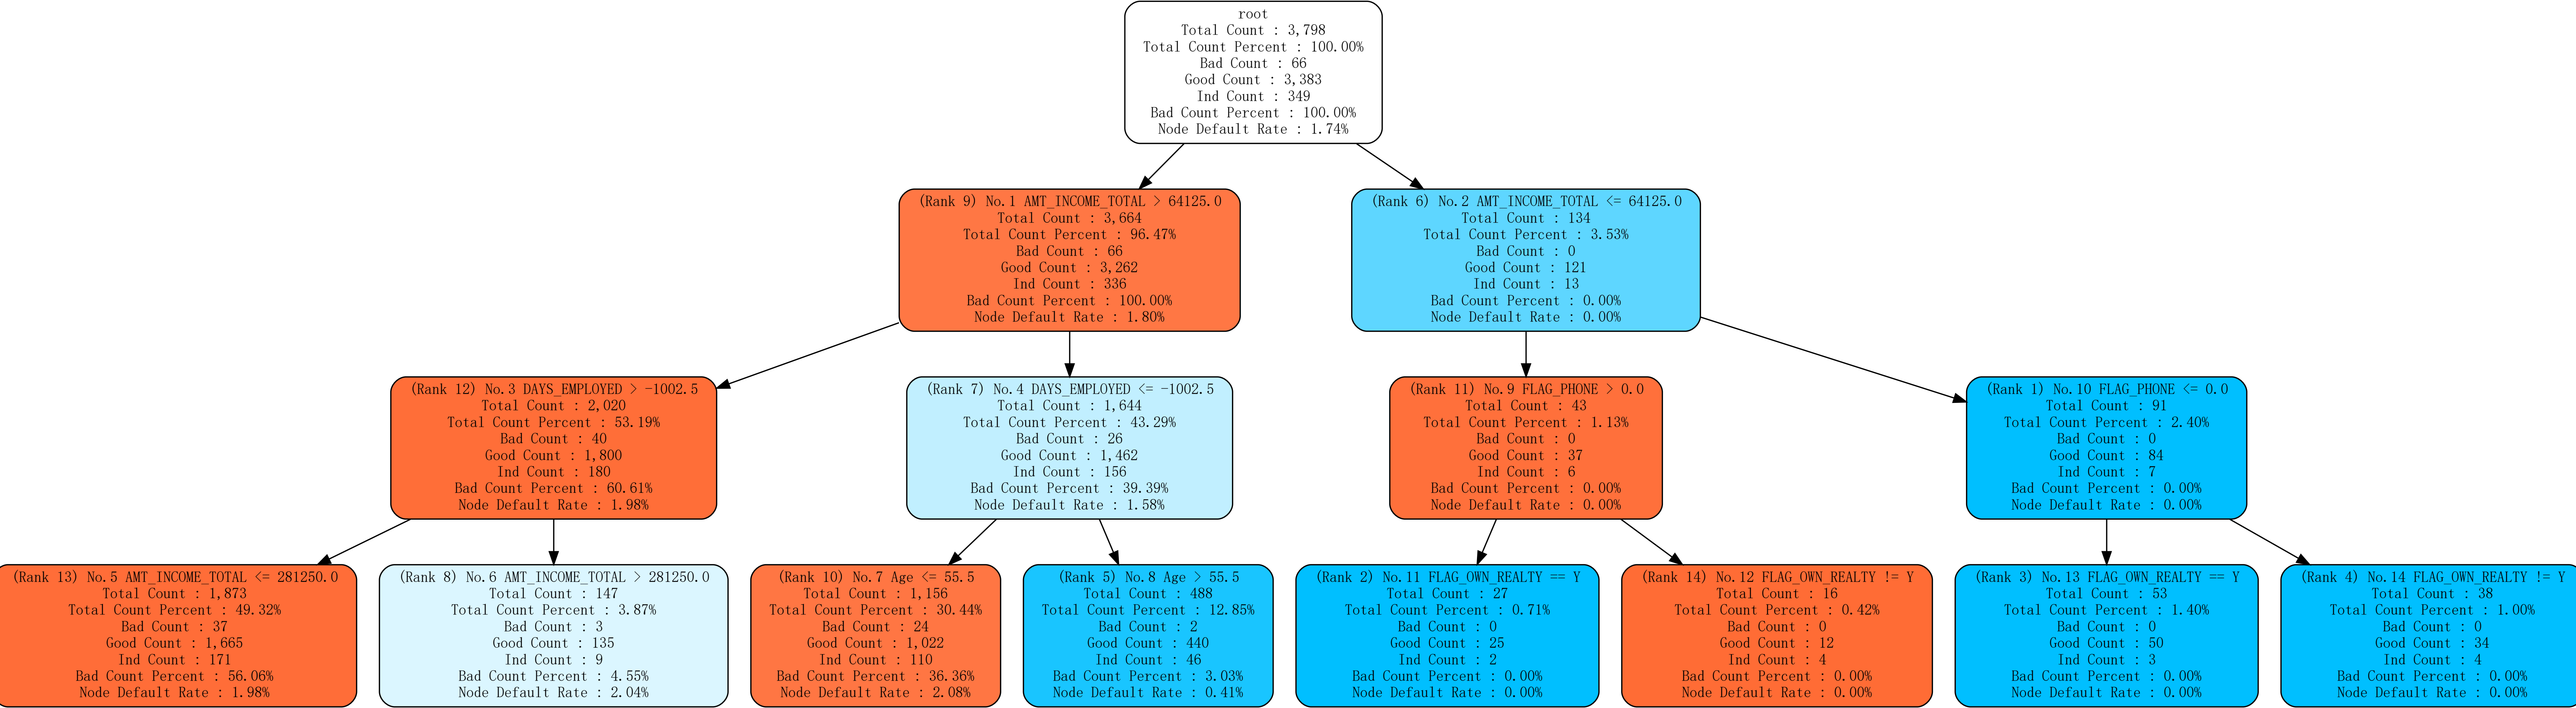 root
Total Count : 3,798
Total Count Percent : 100.00%
Bad Count : 66
Good Count : 3,383
Ind Count : 349
Bad Count Percent : 100.00%
Node Default Rate : 1.74%
(Rank 9) No.1 AMT_INCOME_TOTAL > 64125.0
Total Count : 3,664
Total Count Percent : 96.47%
Bad Count : 66
Good Count : 3,262
Ind Count : 336
Bad Count Percent : 100.00%
Node Default Rate : 1.80%
(Rank 6) No.2 AMT_INCOME_TOTAL <= 64125.0
Total Count : 134
Total Count Percent : 3.53%
Bad Count : 0
Good Count : 121
Ind Count : 13
Bad Count Percent : 0.00%
Node Default Rate : 0.00%
(Rank 12) No.3 DAYS_EMPLOYED > -1002.5
Total Count : 2,020
Total Count Percent : 53.19%
Bad Count : 40
Good Count : 1,800
Ind Count : 180
Bad Count Percent : 60.61%
Node Default Rate : 1.98%
(Rank 7) No.4 DAYS_EMPLOYED <= -1002.5
Total Count : 1,644
Total Count Percent : 43.29%
Bad Count : 26
Good Count : 1,462
Ind Count : 156
Bad Count Percent : 39.39%
Node Default Rate : 1.58%
(Rank 11) No.9 FLAG_PHONE > 0.0
Total Count : 43
Total Count Percent : 1.13%
Bad Count : 0
Good Count : 37
Ind Count : 6
Bad Count Percent : 0.00%
Node Default Rate : 0.00%
(Rank 1) No.10 FLAG_PHONE <= 0.0
Total Count : 91
Total Count Percent : 2.40%
Bad Count : 0
Good Count : 84
Ind Count : 7
Bad Count Percent : 0.00%
Node Default Rate : 0.00%
(Rank 13) No.5 AMT_INCOME_TOTAL <= 281250.0
Total Count : 1,873
Total Count Percent : 49.32%
Bad Count : 37
Good Count : 1,665
Ind Count : 171
Bad Count Percent : 56.06%
Node Default Rate : 1.98%
(Rank 8) No.6 AMT_INCOME_TOTAL > 281250.0
Total Count : 147
Total Count Percent : 3.87%
Bad Count : 3
Good Count : 135
Ind Count : 9
Bad Count Percent : 4.55%
Node Default Rate : 2.04%
(Rank 10) No.7 Age <= 55.5
Total Count : 1,156
Total Count Percent : 30.44%
Bad Count : 24
Good Count : 1,022
Ind Count : 110
Bad Count Percent : 36.36%
Node Default Rate : 2.08%
(Rank 5) No.8 Age > 55.5
Total Count : 488
Total Count Percent : 12.85%
Bad Count : 2
Good Count : 440
Ind Count : 46
Bad Count Percent : 3.03%
Node Default Rate : 0.41%
(Rank 2) No.11 FLAG_OWN_REALTY == Y
Total Count : 27
Total Count Percent : 0.71%
Bad Count : 0
Good Count : 25
Ind Count : 2
Bad Count Percent : 0.00%
Node Default Rate : 0.00%
(Rank 14) No.12 FLAG_OWN_REALTY != Y
Total Count : 16
Total Count Percent : 0.42%
Bad Count : 0
Good Count : 12
Ind Count : 4
Bad Count Percent : 0.00%
Node Default Rate : 0.00%
(Rank 3) No.13 FLAG_OWN_REALTY == Y
Total Count : 53
Total Count Percent : 1.40%
Bad Count : 0
Good Count : 50
Ind Count : 3
Bad Count Percent : 0.00%
Node Default Rate : 0.00%
(Rank 4) No.14 FLAG_OWN_REALTY != Y
Total Count : 38
Total Count Percent : 1.00%
Bad Count : 0
Good Count : 34
Ind Count : 4
Bad Count Percent : 0.00%
Node Default Rate : 0.00%